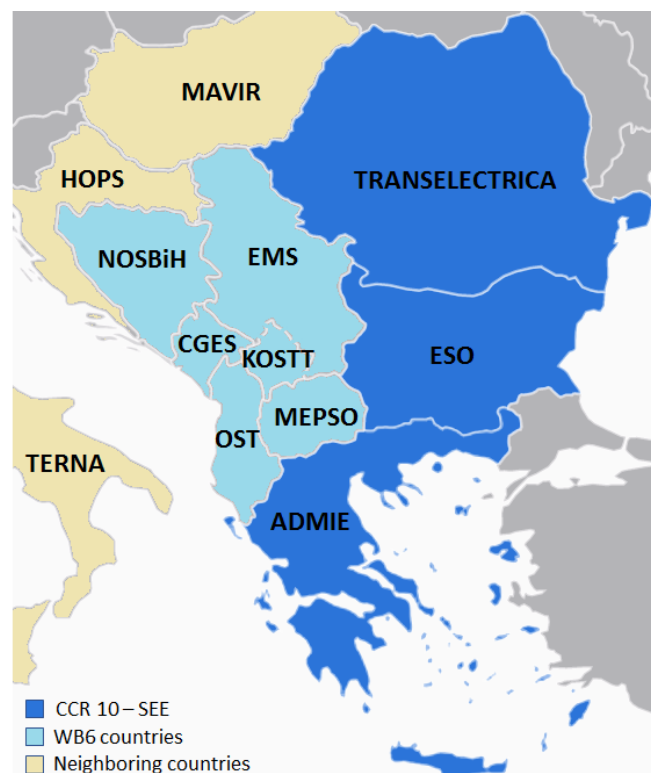 MAVIR
HOPS
TRANSELECTRICA
NOSBiH
EMS
CGES
KOSTT
ESO
MEPSO
OST
TERNA
ADMIE
CCR 10 – SEE
WB6 countries
Neighboring countries